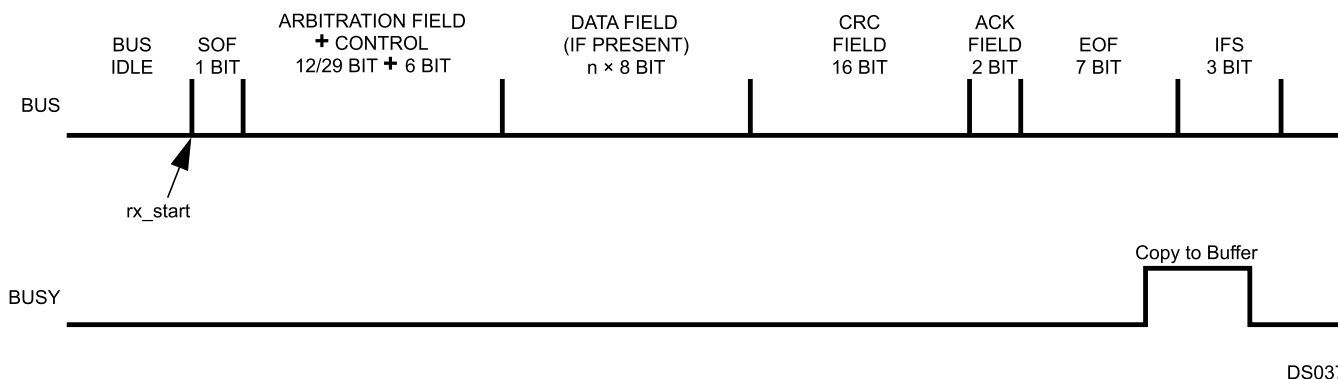 BUS
IDLE
SOF
1 BIT
ARBITRATION FIELD
+ CONTROL
12/29 BIT + 6 BIT
DATA FIELD
(IF PRESENT)
n × 8 BIT
CRC
FIELD
16 BIT
ACK
FIELD
2 BIT
EOF
7 BIT
IFS
3 BIT
BUS
rx_start
Copy to Buffer
BUSY
DS037